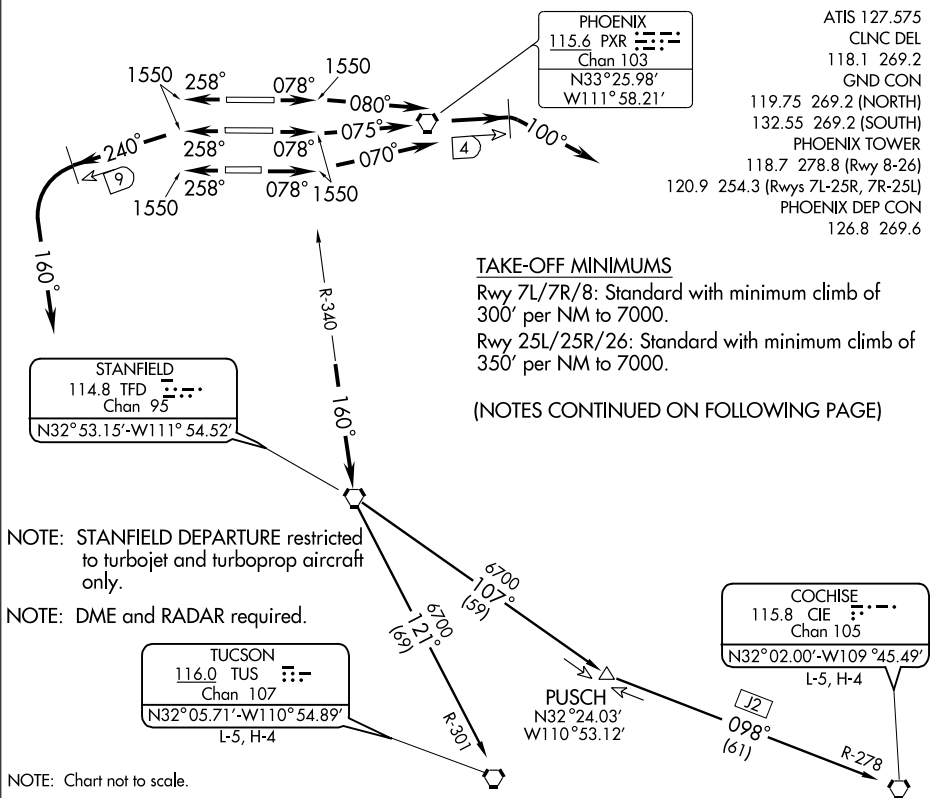 PHOENIX
115.6 PXR
Chan 103
N33°25.98'
W111°58.21'
ATIS 127.575
CLNC DEL
118.1 269.2
GND CON
119.75 269.2 (NORTH)
132.55 269.2 (SOUTH)
PHOENIX TOWER
118.7 278.8 (Rwy 8-26)
120.9 254.3 (Rwys 7L-25R, 7R-25L)
PHOENIX DEP CON
126.8 269.6
1550 258° 078° 1550
080°
240° 258° 078° 075°
4
100°
9
258° 078° 070°
1550 1550
160°
R-340
160°
TAKE-OFF MINIMUMS
Rwy 7L/7R/8: Standard with minimum climb of
300' per NM to 7000.
Rwy 25L/25R/26: Standard with minimum climb of
350' per NM to 7000.
(NOTES CONTINUED ON FOLLOWING PAGE)
STANFIELD
114.8 TFD
Chan 95
N32°53.15'-W111°54.52'
NOTE: STANFIELD DEPARTURE restricted
to turbojet and turboprop aircraft
only.
NOTE: DME and RADAR required.
6700
107°
(59)
6700
121°
(69)
R-301
TUCSON
116.0 TUS
Chan 107
N32°05.71'-W110°54.89'
L-5, H-4
PUSCH
N32°24.03'
W110°53.12'
J2
098°
(61)
R-278
COCHISE
115.8 CIE
Chan 105
N32°02.00'-W109°45.49'
L-5, H-4
NOTE: Chart not to scale.